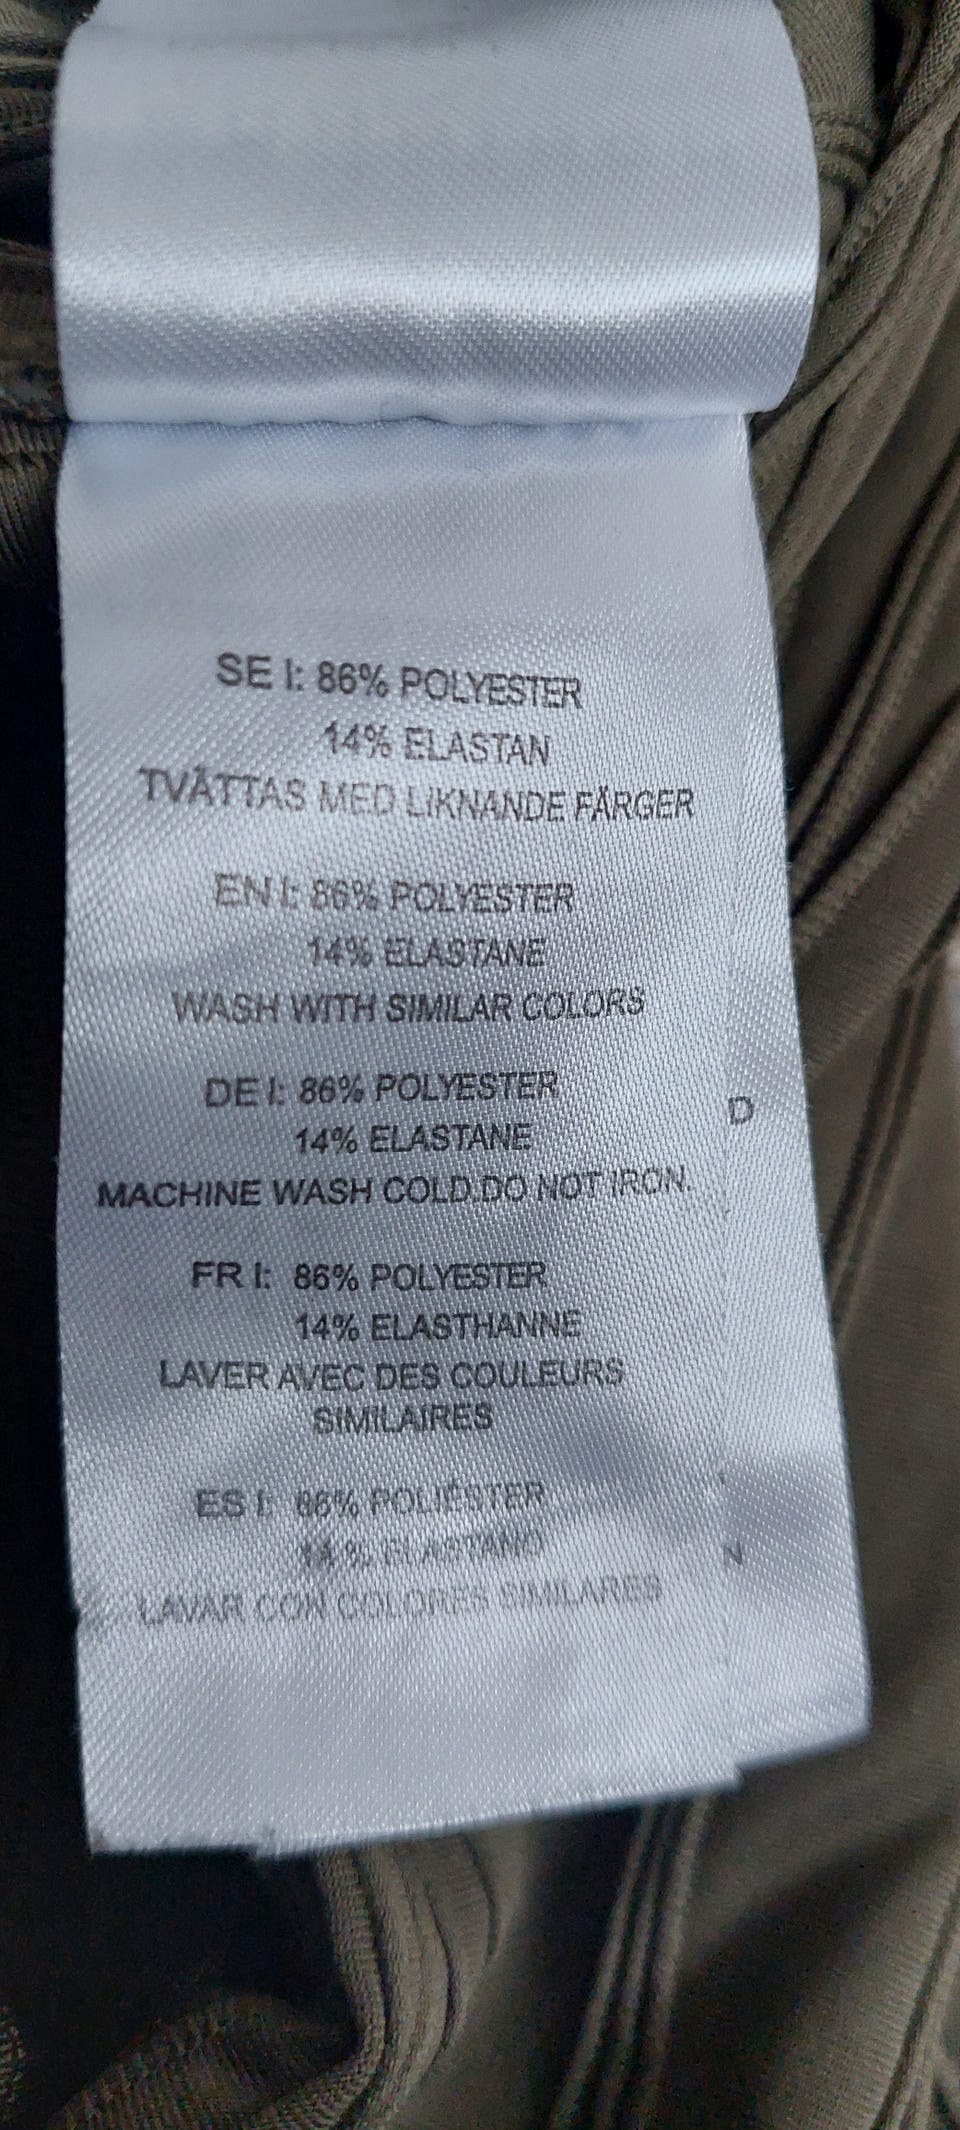 SE I: 86% POLYESTER
14% ELASTAN
TVÄTTAS MED LIKNANDE FÄRGER
EN I: 86% POLYESTER
14% ELASTANE
WASH WITH SIMILAR COLORS
DE I: 86% POLYESTER
14% ELASTANE
MACHINE WASH COLD.DO NOT IRON.
FR I: 86% POLYESTER
14% ELASTHANNE
LAVER AVEC DES COULEURS
SIMILAIRES
ES I: 86% POLIÉSTER
14 % ELASTANO
LAVAR CON COLORES SIMILARES
D